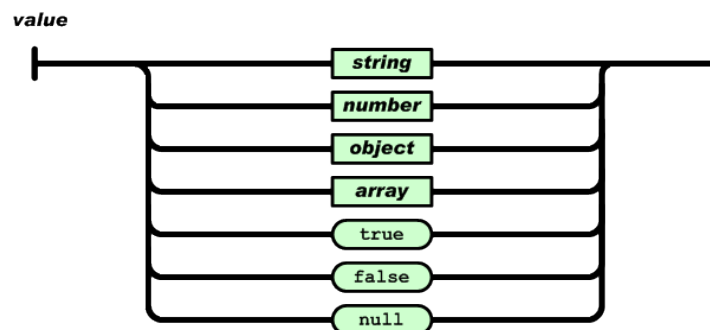 value
string
number
object
array
true
false
null